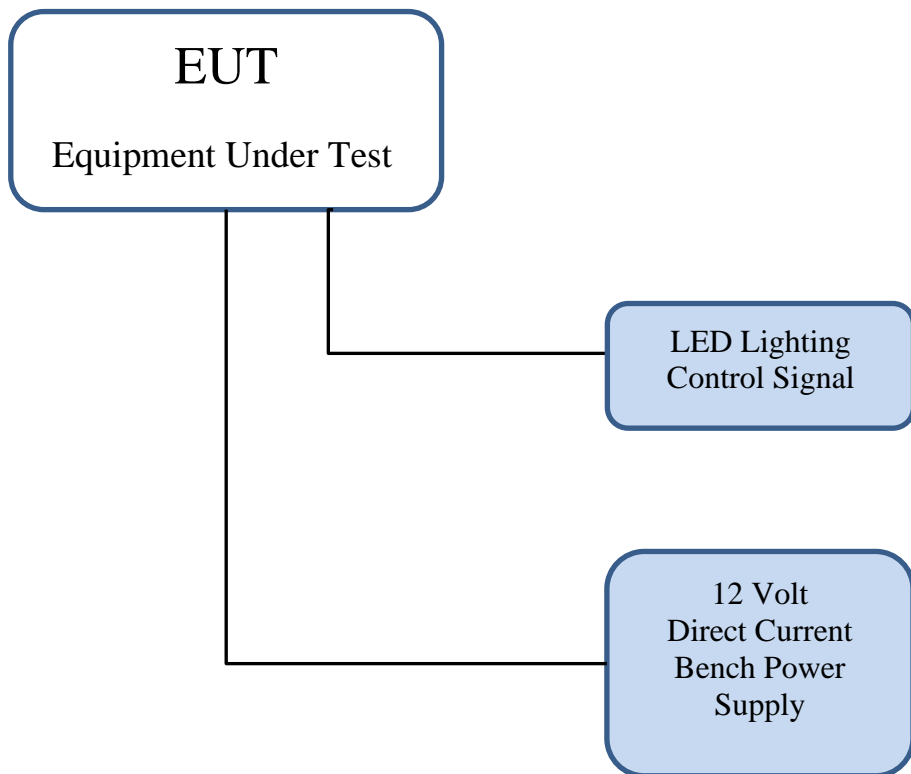 EUT
Equipment Under Test
LED Lighting
Control Signal
12 Volt
Direct Current
Bench Power
Supply